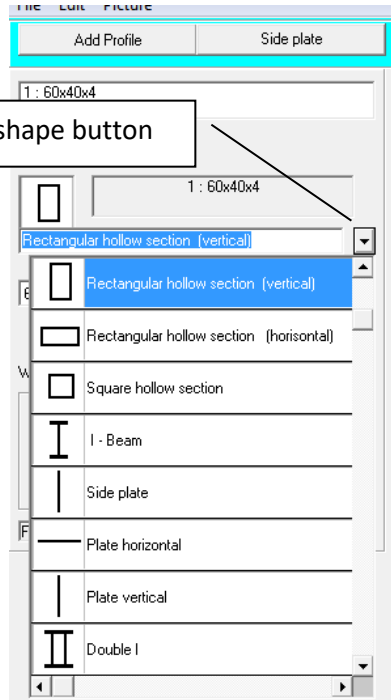 File Edit Picture
Add Profile Side plate
1 : 60x40x4
shape button
1 : 60x40x4
Rectangular hollow section (vertical)
Rectangular hollow section (vertical)
Rectangular hollow section (horisontal)
Square hollow section
I - Beam
Side plate
Plate horizontal
Plate vertical
Double I